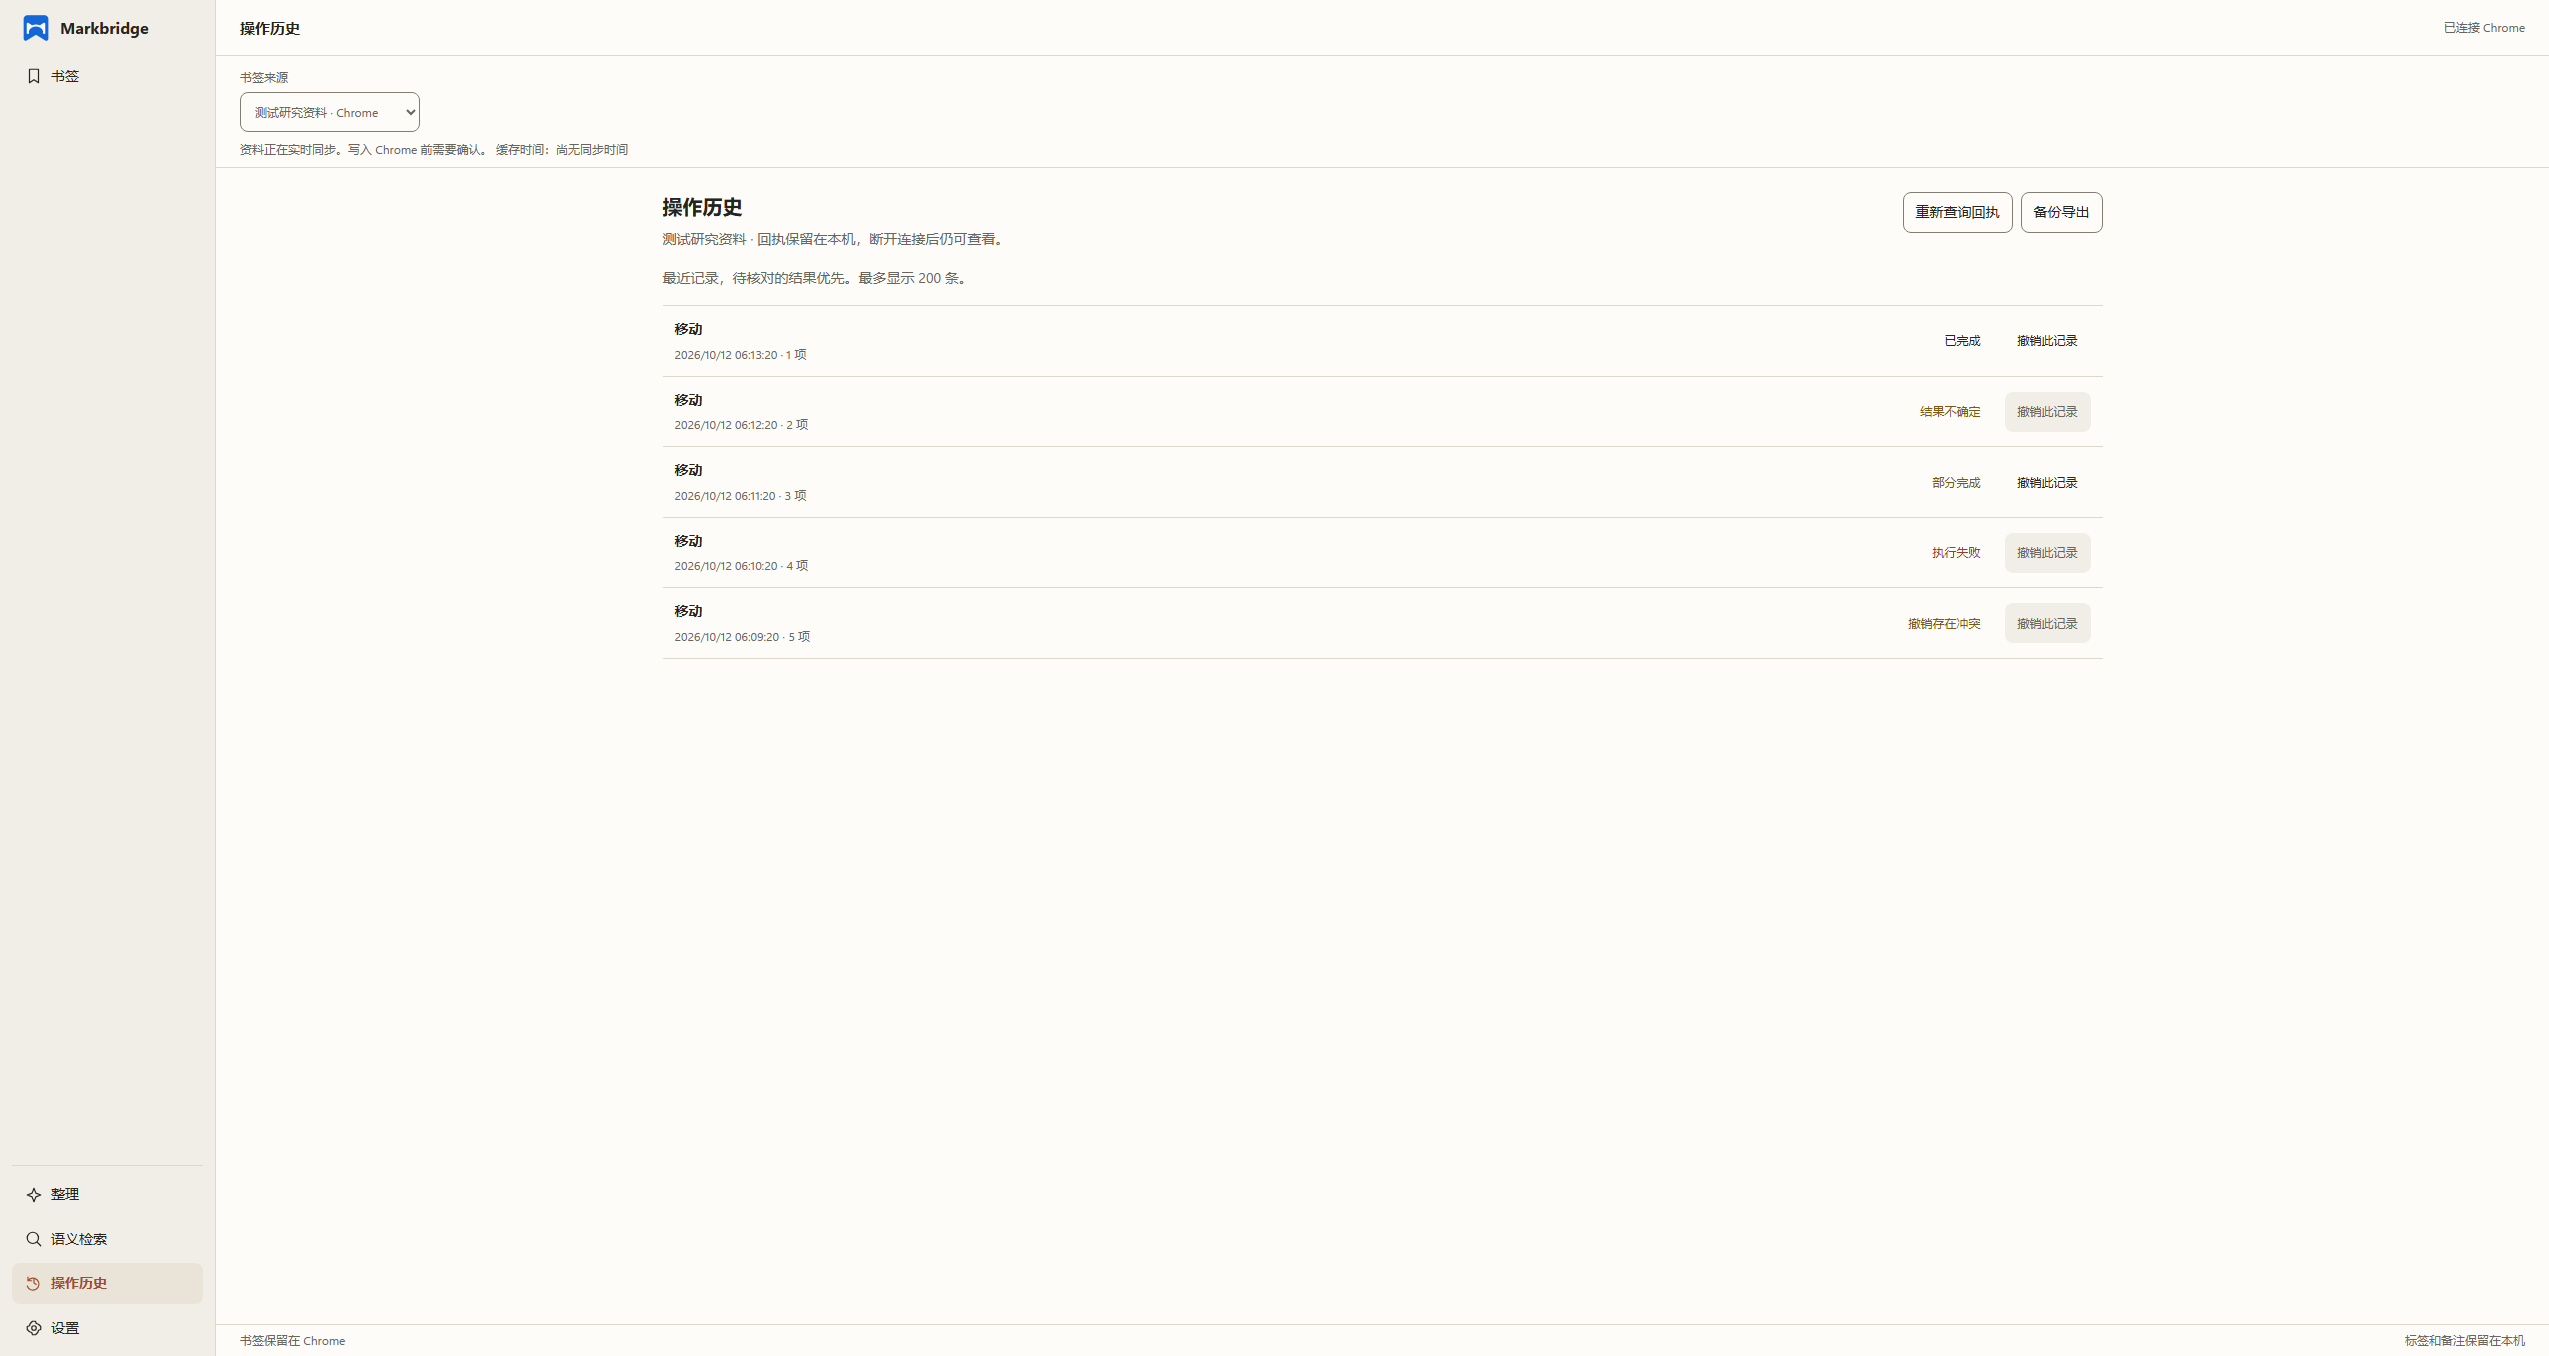 Markbridge
书签
整理
语义检索
操作历史
设置
操作历史
已连接 Chrome
书签来源
测试研究资料 · Chrome
资料正在实时同步。写入 Chrome 前需要确认。 缓存时间：尚无同步时间
操作历史
重新查询回执
备份导出
测试研究资料 · 回执保留在本机，断开连接后仍可查看。
最近记录，待核对的结果优先。最多显示 200 条。
移动
2026/10/12 06:13:20 · 1 项
已完成
撤销此记录
移动
2026/10/12 06:12:20 · 2 项
结果不确定
撤销此记录
移动
2026/10/12 06:11:20 · 3 项
部分完成
撤销此记录
移动
2026/10/12 06:10:20 · 4 项
执行失败
撤销此记录
移动
2026/10/12 06:09:20 · 5 项
撤销存在冲突
撤销此记录
书签保留在 Chrome
标签和备注保留在本机